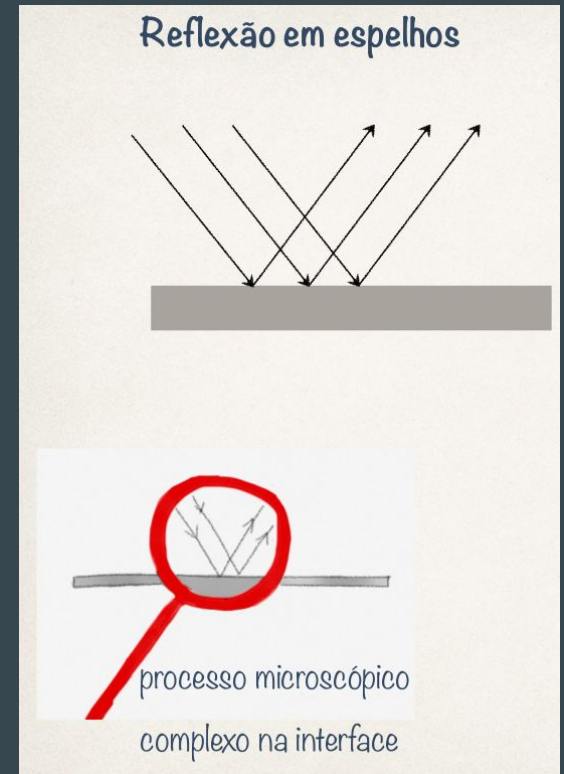 Reflexão em espelhos
processo microscópico
complexo na interface